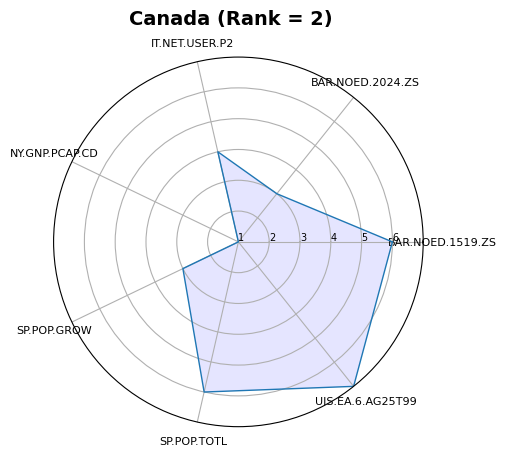 Canada (Rank = 2)
IT.NET.USER.P2
BAR.NOED.2024.ZS
NY.GNP.PCAP.CD
1 2 3 4 5 6
BAR.NOED.1519.ZS
SP.POP.GROW
UIS.EA.6.AG25T99
SP.POP.TOTL